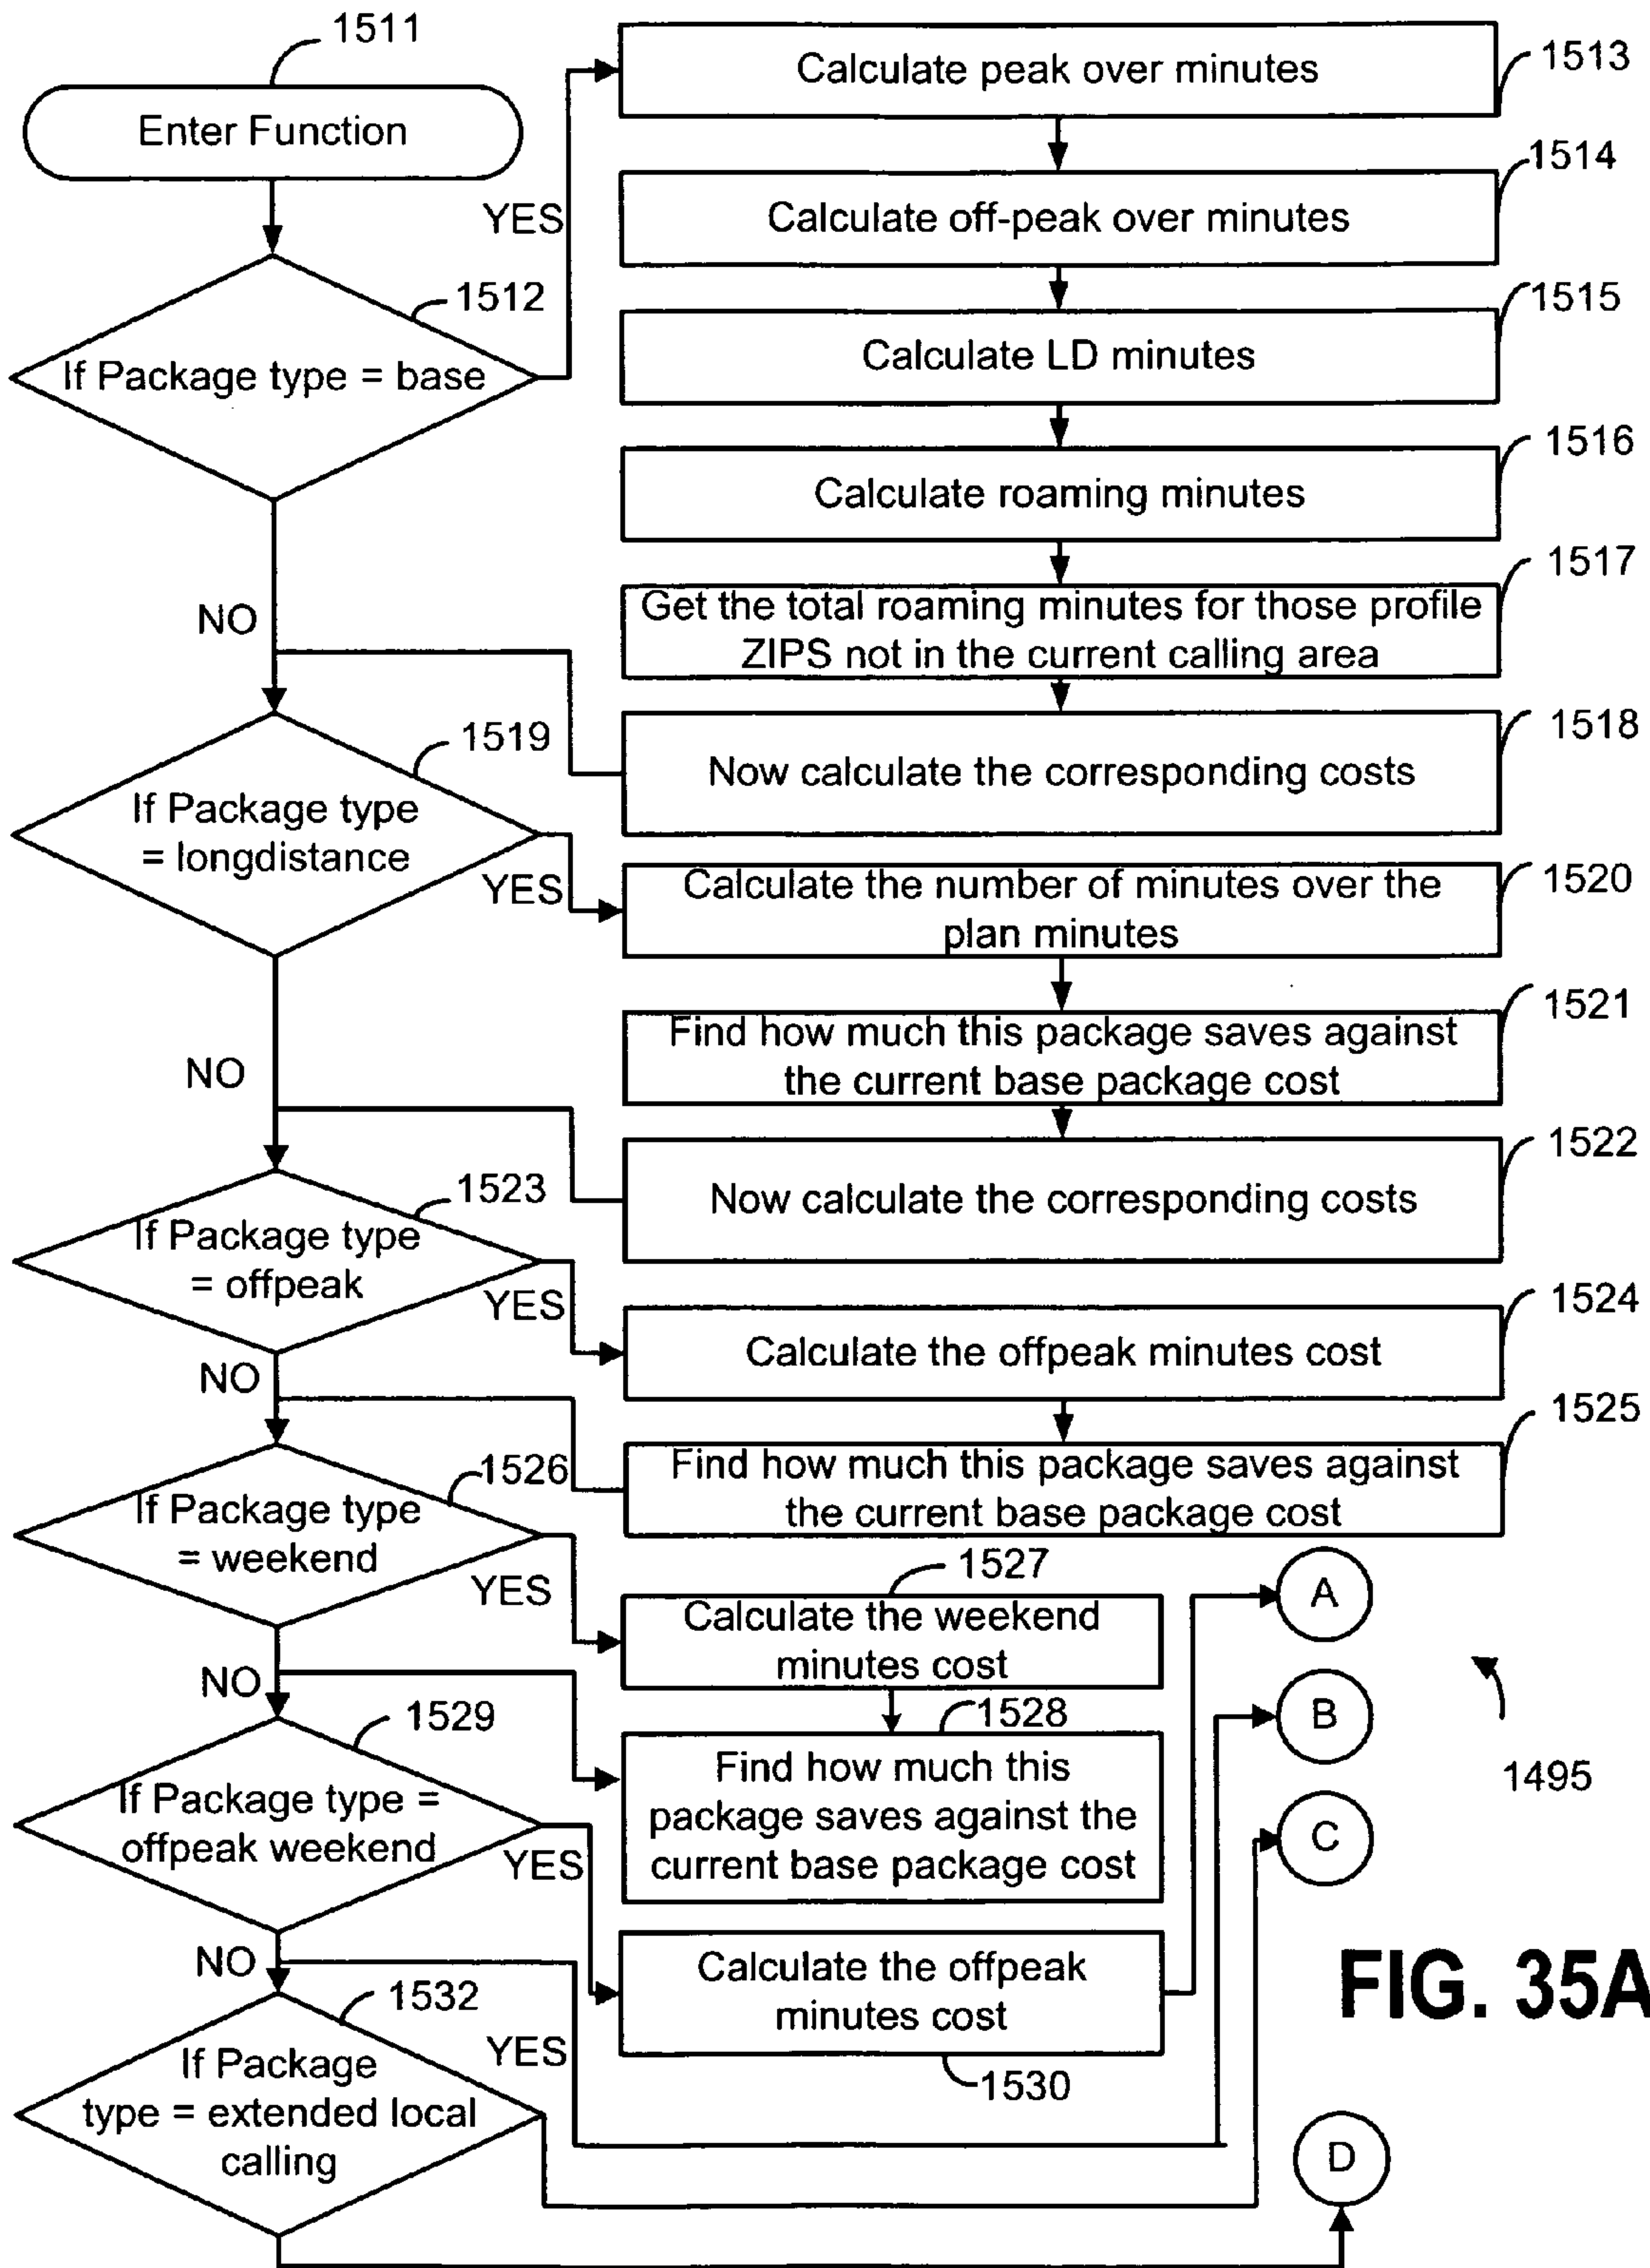 1511
Enter Function
1512
If Package type = base
YES
NO
Calculate peak over minutes
1513
Calculate off-peak over minutes
1514
Calculate LD minutes
1515
Calculate roaming minutes
1516
Get the total roaming minutes for those profile
ZIPS not in the current calling area
1517
Now calculate the corresponding costs
1518
1519
If Package type
= longdistance
YES
NO
Calculate the number of minutes over the
plan minutes
1520
Find how much this package saves against
the current base package cost
1521
Now calculate the corresponding costs
1522
1523
If Package type
= offpeak
YES
NO
Calculate the offpeak minutes cost
1524
Find how much this package saves against
the current base package cost
1525
1526
If Package type
= weekend
YES
NO
1527
Calculate the weekend
minutes cost
1528
Find how much this
package saves against the
current base package cost
1529
If Package type =
offpeak weekend
YES
NO
Calculate the offpeak
minutes cost
1530
1532
If Package
type = extended local
calling
YES
A
B
C
D
1495
FIG. 35A